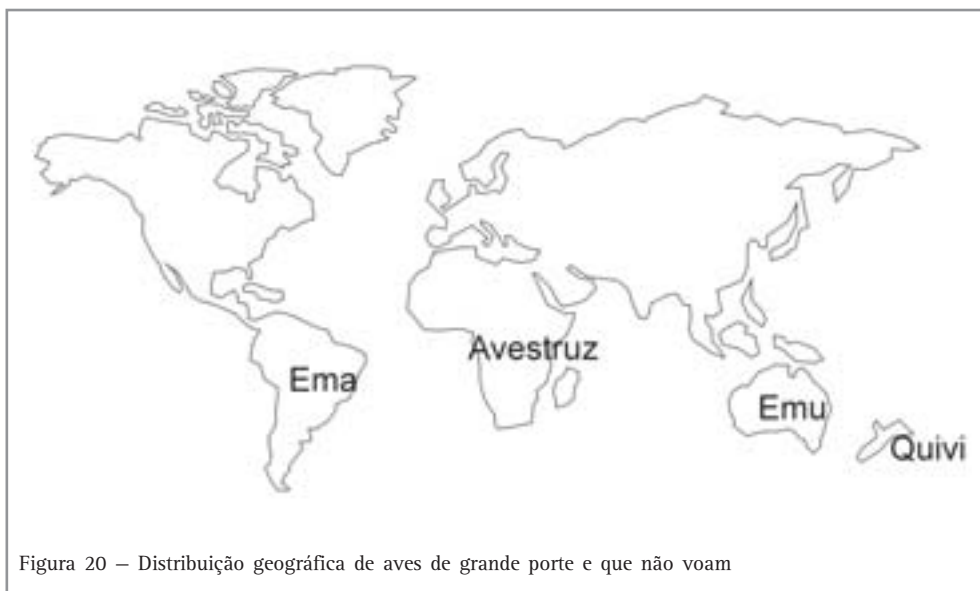 Avestruz
Ema
Emu
Quivi
Figura 20 – Distribuição geográfica de aves de grande porte e que não voam